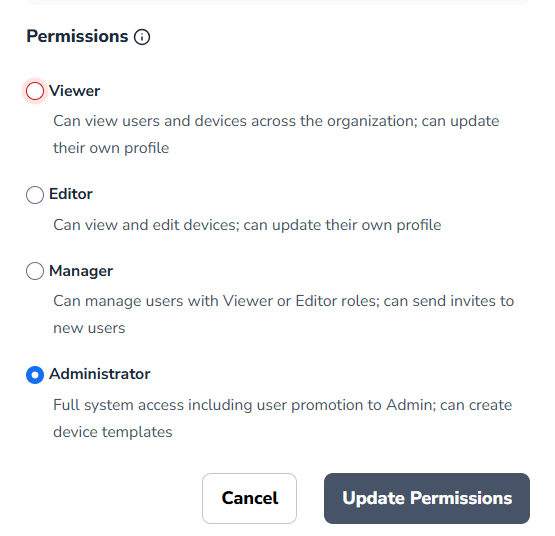 Permissions
Viewer
Can view users and devices across the organization; can update
their own profile
Editor
Can view and edit devices; can update their own profile
Manager
Can manage users with Viewer or Editor roles; can send invites to
new users
Administrator
Full system access including user promotion to Admin; can create
device templates
Cancel
Update Permissions